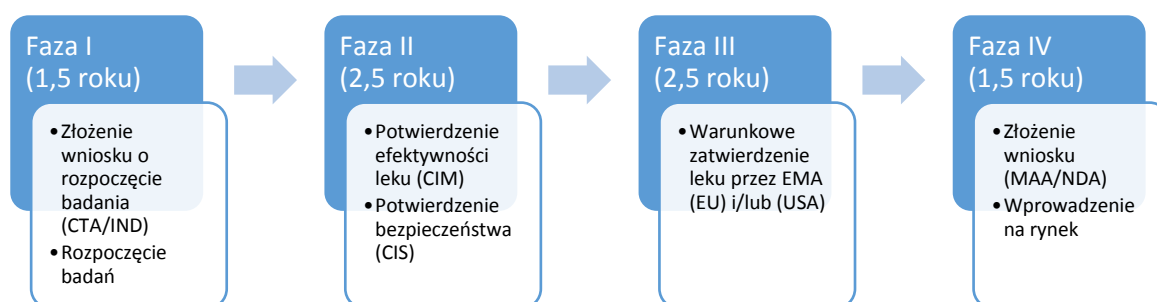 Faza I
(1,5 roku)
•Złożenie
wniosku o
rozpoczęcie
badania
(CTA/IND)
•Rozpoczęcie
badań
Faza II
(2,5 roku)
•Potwierdzenie
efektywności
leku (CIM)
•Potwierdzenie
bezpieczeństwa
(CIS)
Faza III
(2,5 roku)
•Warunkowe
zatwierdzenie
leku przez EMA
(EU) i/lub (USA)
Faza IV
(1,5 roku)
•Złożenie
wniosku
(MAA/NDA)
•Wprowadzenie
na rynek